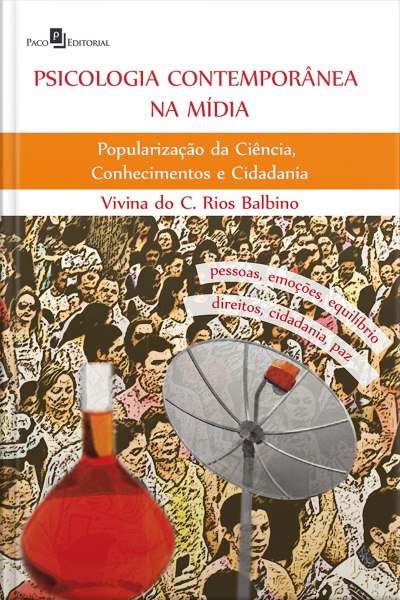 PACO EDITORIAL
PSICOLOGIA CONTEMPORÂNEA
NA MÍDIA
Popularização da Ciência,
Conhecimentos e Cidadania
Vivina do C. Rios Balbino
pessoas, emoções, equilíbrio
direitos, cidadania, paz